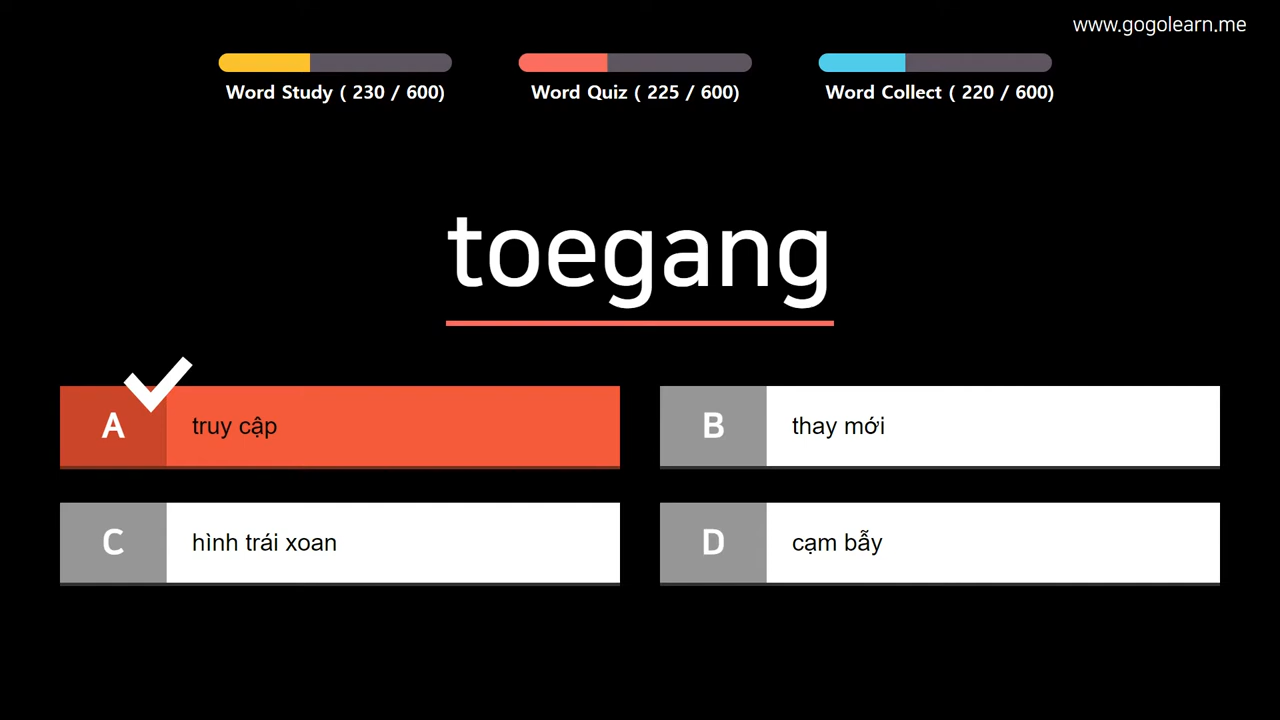 www.gogolearn.me
Word Study ( 230 / 600)
Word Quiz ( 225 / 600)
Word Collect ( 220 / 600)
toegang
A truy cập
B thay mới
C hình trái xoan
D cạm bẫy